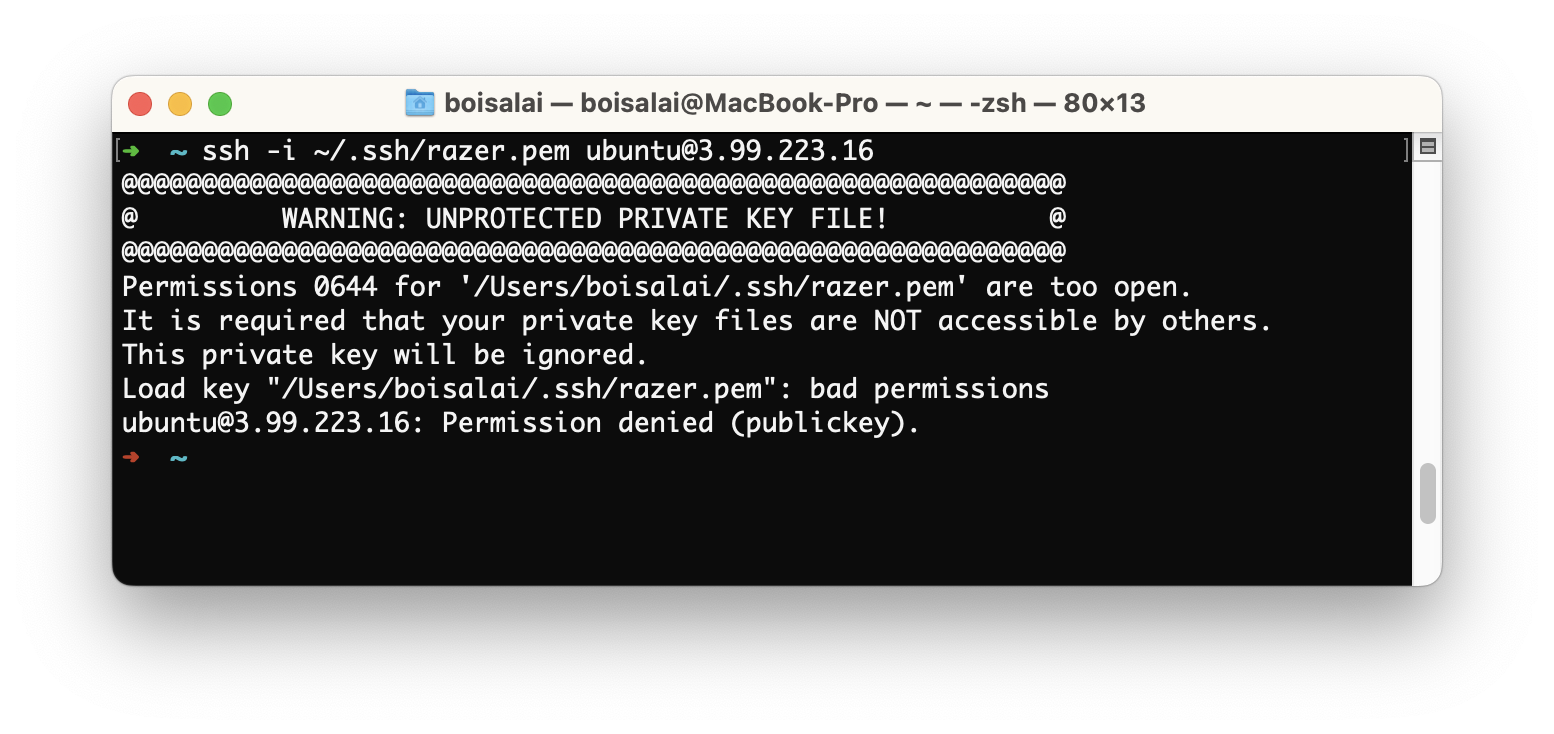 boisalai — boisalai@MacBook-Pro — ~ — -zsh — 80×13
[➜  ~ ssh -i ~/.ssh/razer.pem ubuntu@3.99.223.16 ]
@@@@@@@@@@@@@@@@@@@@@@@@@@@@@@@@@@@@@@@@@@@@@@@@@@@@@@@@@@@
@         WARNING: UNPROTECTED PRIVATE KEY FILE!          @
@@@@@@@@@@@@@@@@@@@@@@@@@@@@@@@@@@@@@@@@@@@@@@@@@@@@@@@@@@@
Permissions 0644 for '/Users/boisalai/.ssh/razer.pem' are too open.
It is required that your private key files are NOT accessible by others.
This private key will be ignored.
Load key "/Users/boisalai/.ssh/razer.pem": bad permissions
ubuntu@3.99.223.16: Permission denied (publickey).
➜  ~